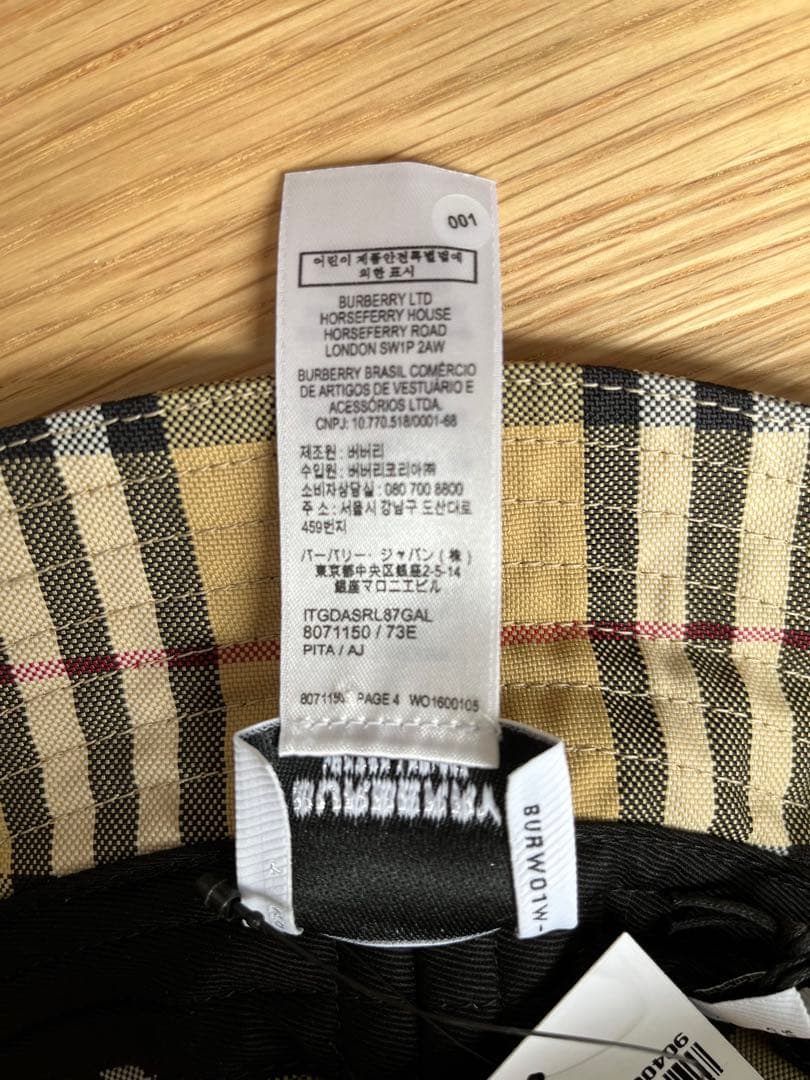 001
어린이 제품안전특별법에
의한 표시
BURBERRY LTD
HORSEFERRY HOUSE
HORSEFERRY ROAD
LONDON SW1P 2AW
BURBERRY BRASIL COMÉRCIO
DE ARTIGOS DE VESTUÁRIO E
ACESSÓRIOS LTDA.
CNPJ: 10.770.518/0001-68
제조원 : 버버리
수입원 : 버버리코리아㈜
소비자상담실 : 080 700 8800
주 소 : 서울시 강남구 도산대로
459번지
バーバリー・ジャパン(株)
東京都中央区銀座2-5-14
銀座マロニエビル
ITGDASRL87GAL
8071150 / 73E
PITA / AJ
8071150 PAGE 4 WO1600105
BURBERRY
BURW01W-